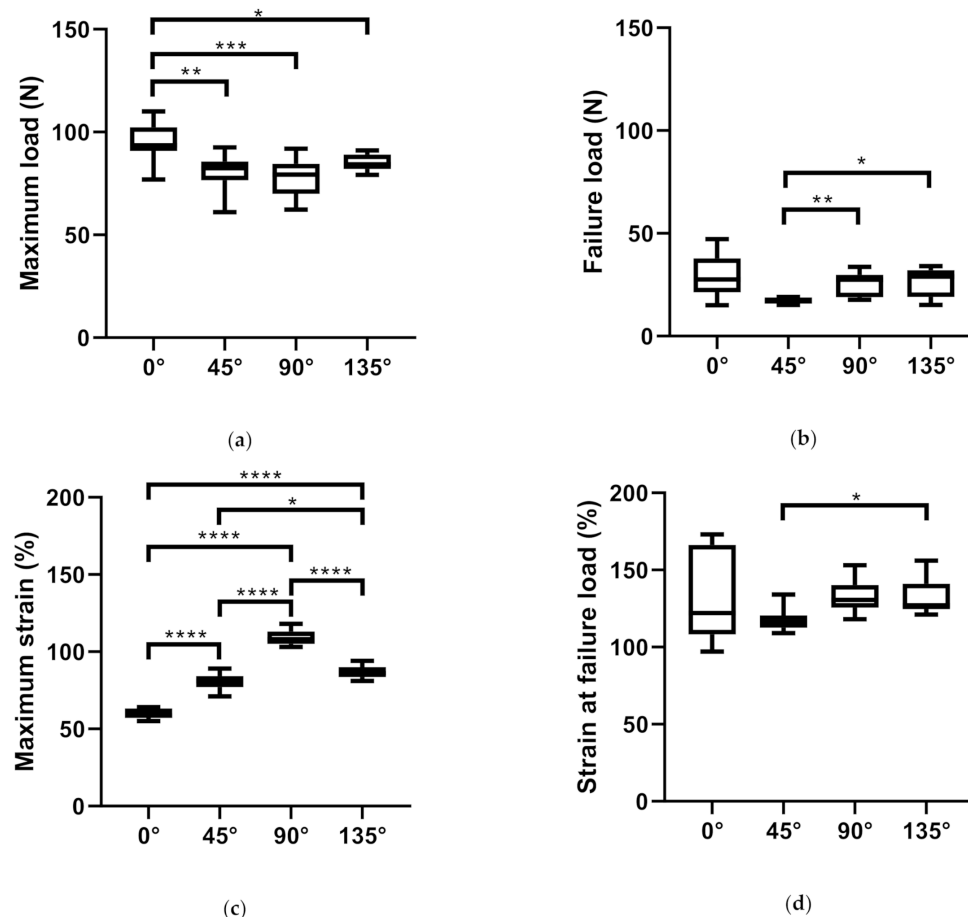 Maximum load (N)
150
100
50
0
*
***
**
0° 45° 90° 135°
(a)
Failure load (N)
150
100
50
0
*
**
0° 45° 90° 135°
(b)
Maximum strain (%)
200
150
100
50
0
****
*
****
****
****
****
0° 45° 90° 135°
(c)
Strain at failure load (%)
200
150
100
50
0
*
0° 45° 90° 135°
(d)